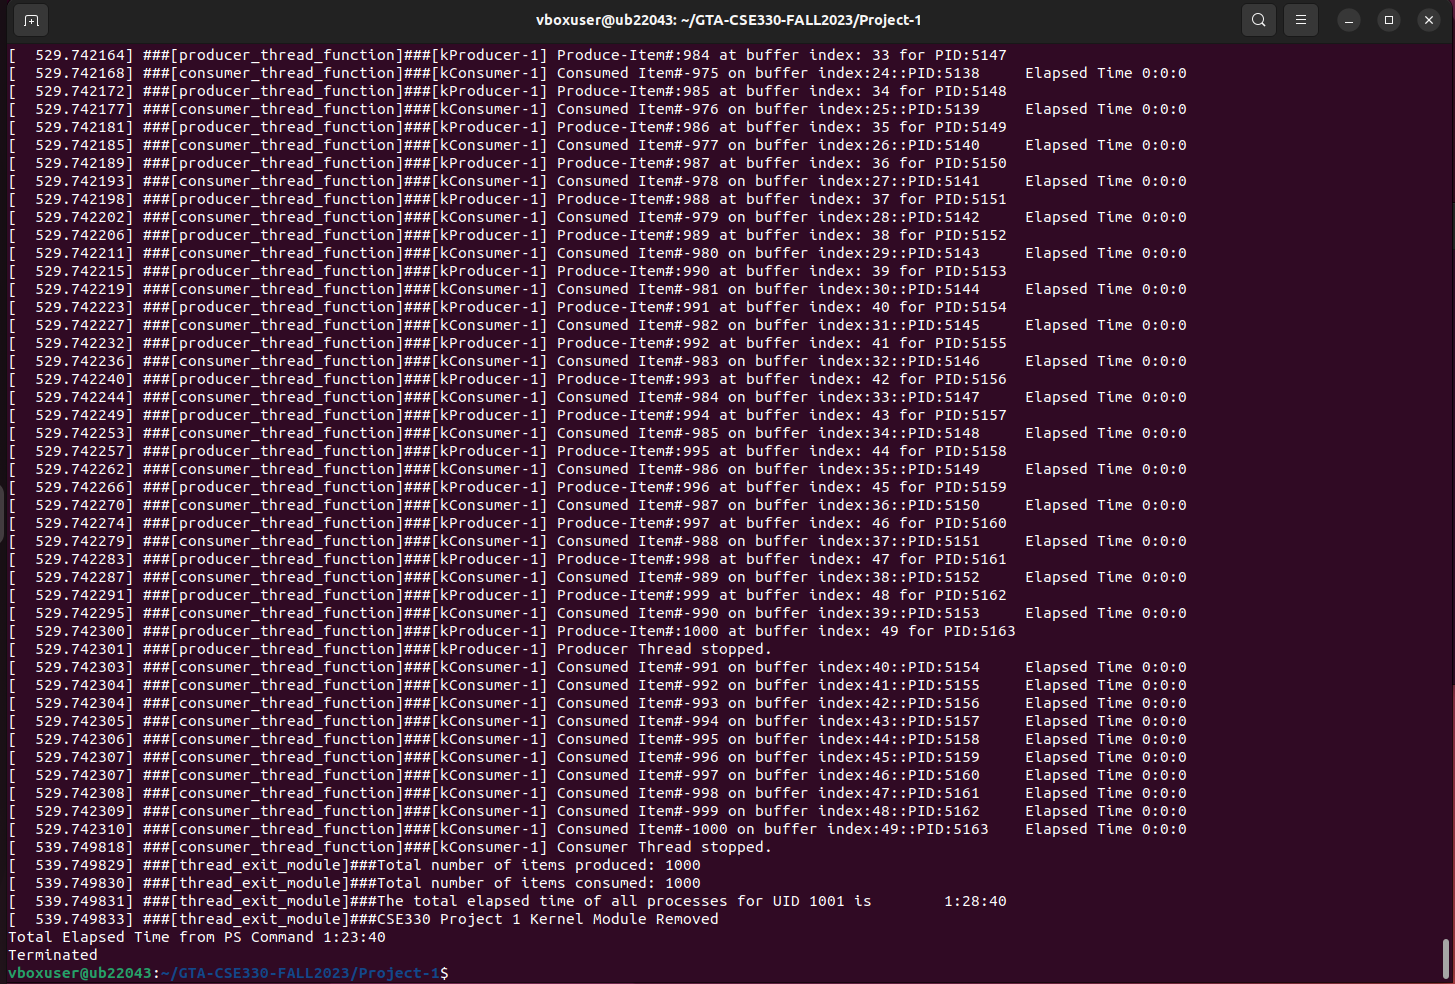 vboxuser@ub22043: ~/GTA-CSE330-FALL2023/Project-1
[  529.742164] ###[producer_thread_function]###[kProducer-1] Produce-Item#:984 at buffer index: 33 for PID:5147
[  529.742168] ###[consumer_thread_function]###[kConsumer-1] Consumed Item#-975 on buffer index:24::PID:5138     Elapsed Time 0:0:0
[  529.742172] ###[producer_thread_function]###[kProducer-1] Produce-Item#:985 at buffer index: 34 for PID:5148
[  529.742177] ###[consumer_thread_function]###[kConsumer-1] Consumed Item#-976 on buffer index:25::PID:5139     Elapsed Time 0:0:0
[  529.742181] ###[producer_thread_function]###[kProducer-1] Produce-Item#:986 at buffer index: 35 for PID:5149
[  529.742185] ###[consumer_thread_function]###[kConsumer-1] Consumed Item#-977 on buffer index:26::PID:5140     Elapsed Time 0:0:0
[  529.742189] ###[producer_thread_function]###[kProducer-1] Produce-Item#:987 at buffer index: 36 for PID:5150
[  529.742193] ###[consumer_thread_function]###[kConsumer-1] Consumed Item#-978 on buffer index:27::PID:5141     Elapsed Time 0:0:0
[  529.742198] ###[producer_thread_function]###[kProducer-1] Produce-Item#:988 at buffer index: 37 for PID:5151
[  529.742202] ###[consumer_thread_function]###[kConsumer-1] Consumed Item#-979 on buffer index:28::PID:5142     Elapsed Time 0:0:0
[  529.742206] ###[producer_thread_function]###[kProducer-1] Produce-Item#:989 at buffer index: 38 for PID:5152
[  529.742211] ###[consumer_thread_function]###[kConsumer-1] Consumed Item#-980 on buffer index:29::PID:5143     Elapsed Time 0:0:0
[  529.742215] ###[producer_thread_function]###[kProducer-1] Produce-Item#:990 at buffer index: 39 for PID:5153
[  529.742219] ###[consumer_thread_function]###[kConsumer-1] Consumed Item#-981 on buffer index:30::PID:5144     Elapsed Time 0:0:0
[  529.742223] ###[producer_thread_function]###[kProducer-1] Produce-Item#:991 at buffer index: 40 for PID:5154
[  529.742227] ###[consumer_thread_function]###[kConsumer-1] Consumed Item#-982 on buffer index:31::PID:5145     Elapsed Time 0:0:0
[  529.742232] ###[producer_thread_function]###[kProducer-1] Produce-Item#:992 at buffer index: 41 for PID:5155
[  529.742236] ###[consumer_thread_function]###[kConsumer-1] Consumed Item#-983 on buffer index:32::PID:5146     Elapsed Time 0:0:0
[  529.742240] ###[producer_thread_function]###[kProducer-1] Produce-Item#:993 at buffer index: 42 for PID:5156
[  529.742244] ###[consumer_thread_function]###[kConsumer-1] Consumed Item#-984 on buffer index:33::PID:5147     Elapsed Time 0:0:0
[  529.742249] ###[producer_thread_function]###[kProducer-1] Produce-Item#:994 at buffer index: 43 for PID:5157
[  529.742253] ###[consumer_thread_function]###[kConsumer-1] Consumed Item#-985 on buffer index:34::PID:5148     Elapsed Time 0:0:0
[  529.742257] ###[producer_thread_function]###[kProducer-1] Produce-Item#:995 at buffer index: 44 for PID:5158
[  529.742262] ###[consumer_thread_function]###[kConsumer-1] Consumed Item#-986 on buffer index:35::PID:5149     Elapsed Time 0:0:0
[  529.742266] ###[producer_thread_function]###[kProducer-1] Produce-Item#:996 at buffer index: 45 for PID:5159
[  529.742270] ###[consumer_thread_function]###[kConsumer-1] Consumed Item#-987 on buffer index:36::PID:5150     Elapsed Time 0:0:0
[  529.742274] ###[producer_thread_function]###[kProducer-1] Produce-Item#:997 at buffer index: 46 for PID:5160
[  529.742279] ###[consumer_thread_function]###[kConsumer-1] Consumed Item#-988 on buffer index:37::PID:5151     Elapsed Time 0:0:0
[  529.742283] ###[producer_thread_function]###[kProducer-1] Produce-Item#:998 at buffer index: 47 for PID:5161
[  529.742287] ###[consumer_thread_function]###[kConsumer-1] Consumed Item#-989 on buffer index:38::PID:5152     Elapsed Time 0:0:0
[  529.742291] ###[producer_thread_function]###[kProducer-1] Produce-Item#:999 at buffer index: 48 for PID:5162
[  529.742295] ###[consumer_thread_function]###[kConsumer-1] Consumed Item#-990 on buffer index:39::PID:5153     Elapsed Time 0:0:0
[  529.742300] ###[producer_thread_function]###[kProducer-1] Produce-Item#:1000 at buffer index: 49 for PID:5163
[  529.742301] ###[producer_thread_function]###[kProducer-1] Producer Thread stopped.
[  529.742303] ###[consumer_thread_function]###[kConsumer-1] Consumed Item#-991 on buffer index:40::PID:5154     Elapsed Time 0:0:0
[  529.742304] ###[consumer_thread_function]###[kConsumer-1] Consumed Item#-992 on buffer index:41::PID:5155     Elapsed Time 0:0:0
[  529.742304] ###[consumer_thread_function]###[kConsumer-1] Consumed Item#-993 on buffer index:42::PID:5156     Elapsed Time 0:0:0
[  529.742305] ###[consumer_thread_function]###[kConsumer-1] Consumed Item#-994 on buffer index:43::PID:5157     Elapsed Time 0:0:0
[  529.742306] ###[consumer_thread_function]###[kConsumer-1] Consumed Item#-995 on buffer index:44::PID:5158     Elapsed Time 0:0:0
[  529.742307] ###[consumer_thread_function]###[kConsumer-1] Consumed Item#-996 on buffer index:45::PID:5159     Elapsed Time 0:0:0
[  529.742307] ###[consumer_thread_function]###[kConsumer-1] Consumed Item#-997 on buffer index:46::PID:5160     Elapsed Time 0:0:0
[  529.742308] ###[consumer_thread_function]###[kConsumer-1] Consumed Item#-998 on buffer index:47::PID:5161     Elapsed Time 0:0:0
[  529.742309] ###[consumer_thread_function]###[kConsumer-1] Consumed Item#-999 on buffer index:48::PID:5162     Elapsed Time 0:0:0
[  529.742310] ###[consumer_thread_function]###[kConsumer-1] Consumed Item#-1000 on buffer index:49::PID:5163    Elapsed Time 0:0:0
[  539.749818] ###[consumer_thread_function]###[kConsumer-1] Consumer Thread stopped.
[  539.749829] ###[thread_exit_module]###Total number of items produced: 1000
[  539.749830] ###[thread_exit_module]###Total number of items consumed: 1000
[  539.749831] ###[thread_exit_module]###The total elapsed time of all processes for UID 1001 is        1:28:40
[  539.749833] ###[thread_exit_module]###CSE330 Project 1 Kernel Module Removed
Total Elapsed Time from PS Command 1:23:40
Terminated
vboxuser@ub22043:~/GTA-CSE330-FALL2023/Project-1$